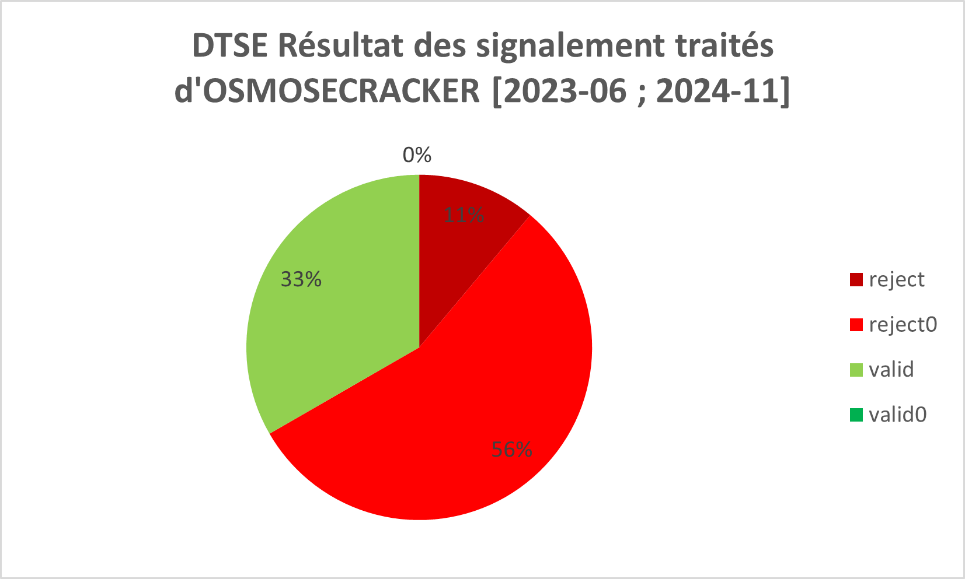 DTSE Résultat des signalement traités
d'OSMOSECRACKER [2023-06 ; 2024-11]
0%
11%
33%
56%
reject
reject0
valid
valid0